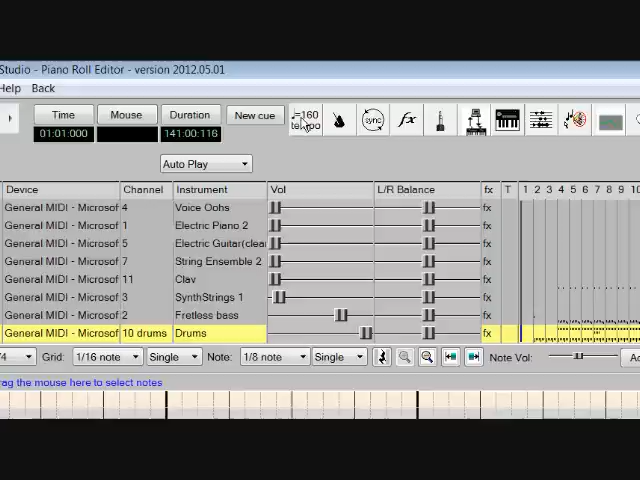 Studio - Piano Roll Editor - version 2012.05.01
Help Back
Time Mouse Duration New cue =160 tempo sync fx
01:01:000 141:00:116
Auto Play
Device Channel Instrument Vol L/R Balance fx T 1 2 3 4 5 6 7 8 9 10
General MIDI - Microsof 4 Voice Oohs fx
General MIDI - Microsof 1 Electric Piano 2 fx
General MIDI - Microsof 5 Electric Guitar(clea fx
General MIDI - Microsof 7 String Ensemble 2 fx
General MIDI - Microsof 11 Clav fx
General MIDI - Microsof 3 SynthStrings 1 fx
General MIDI - Microsof 2 Fretless bass fx
General MIDI - Microsof 10 drums Drums fx
/4 Grid: 1/16 note Single Note: 1/8 note Single Note Vol: Ac
rag the mouse here to select notes